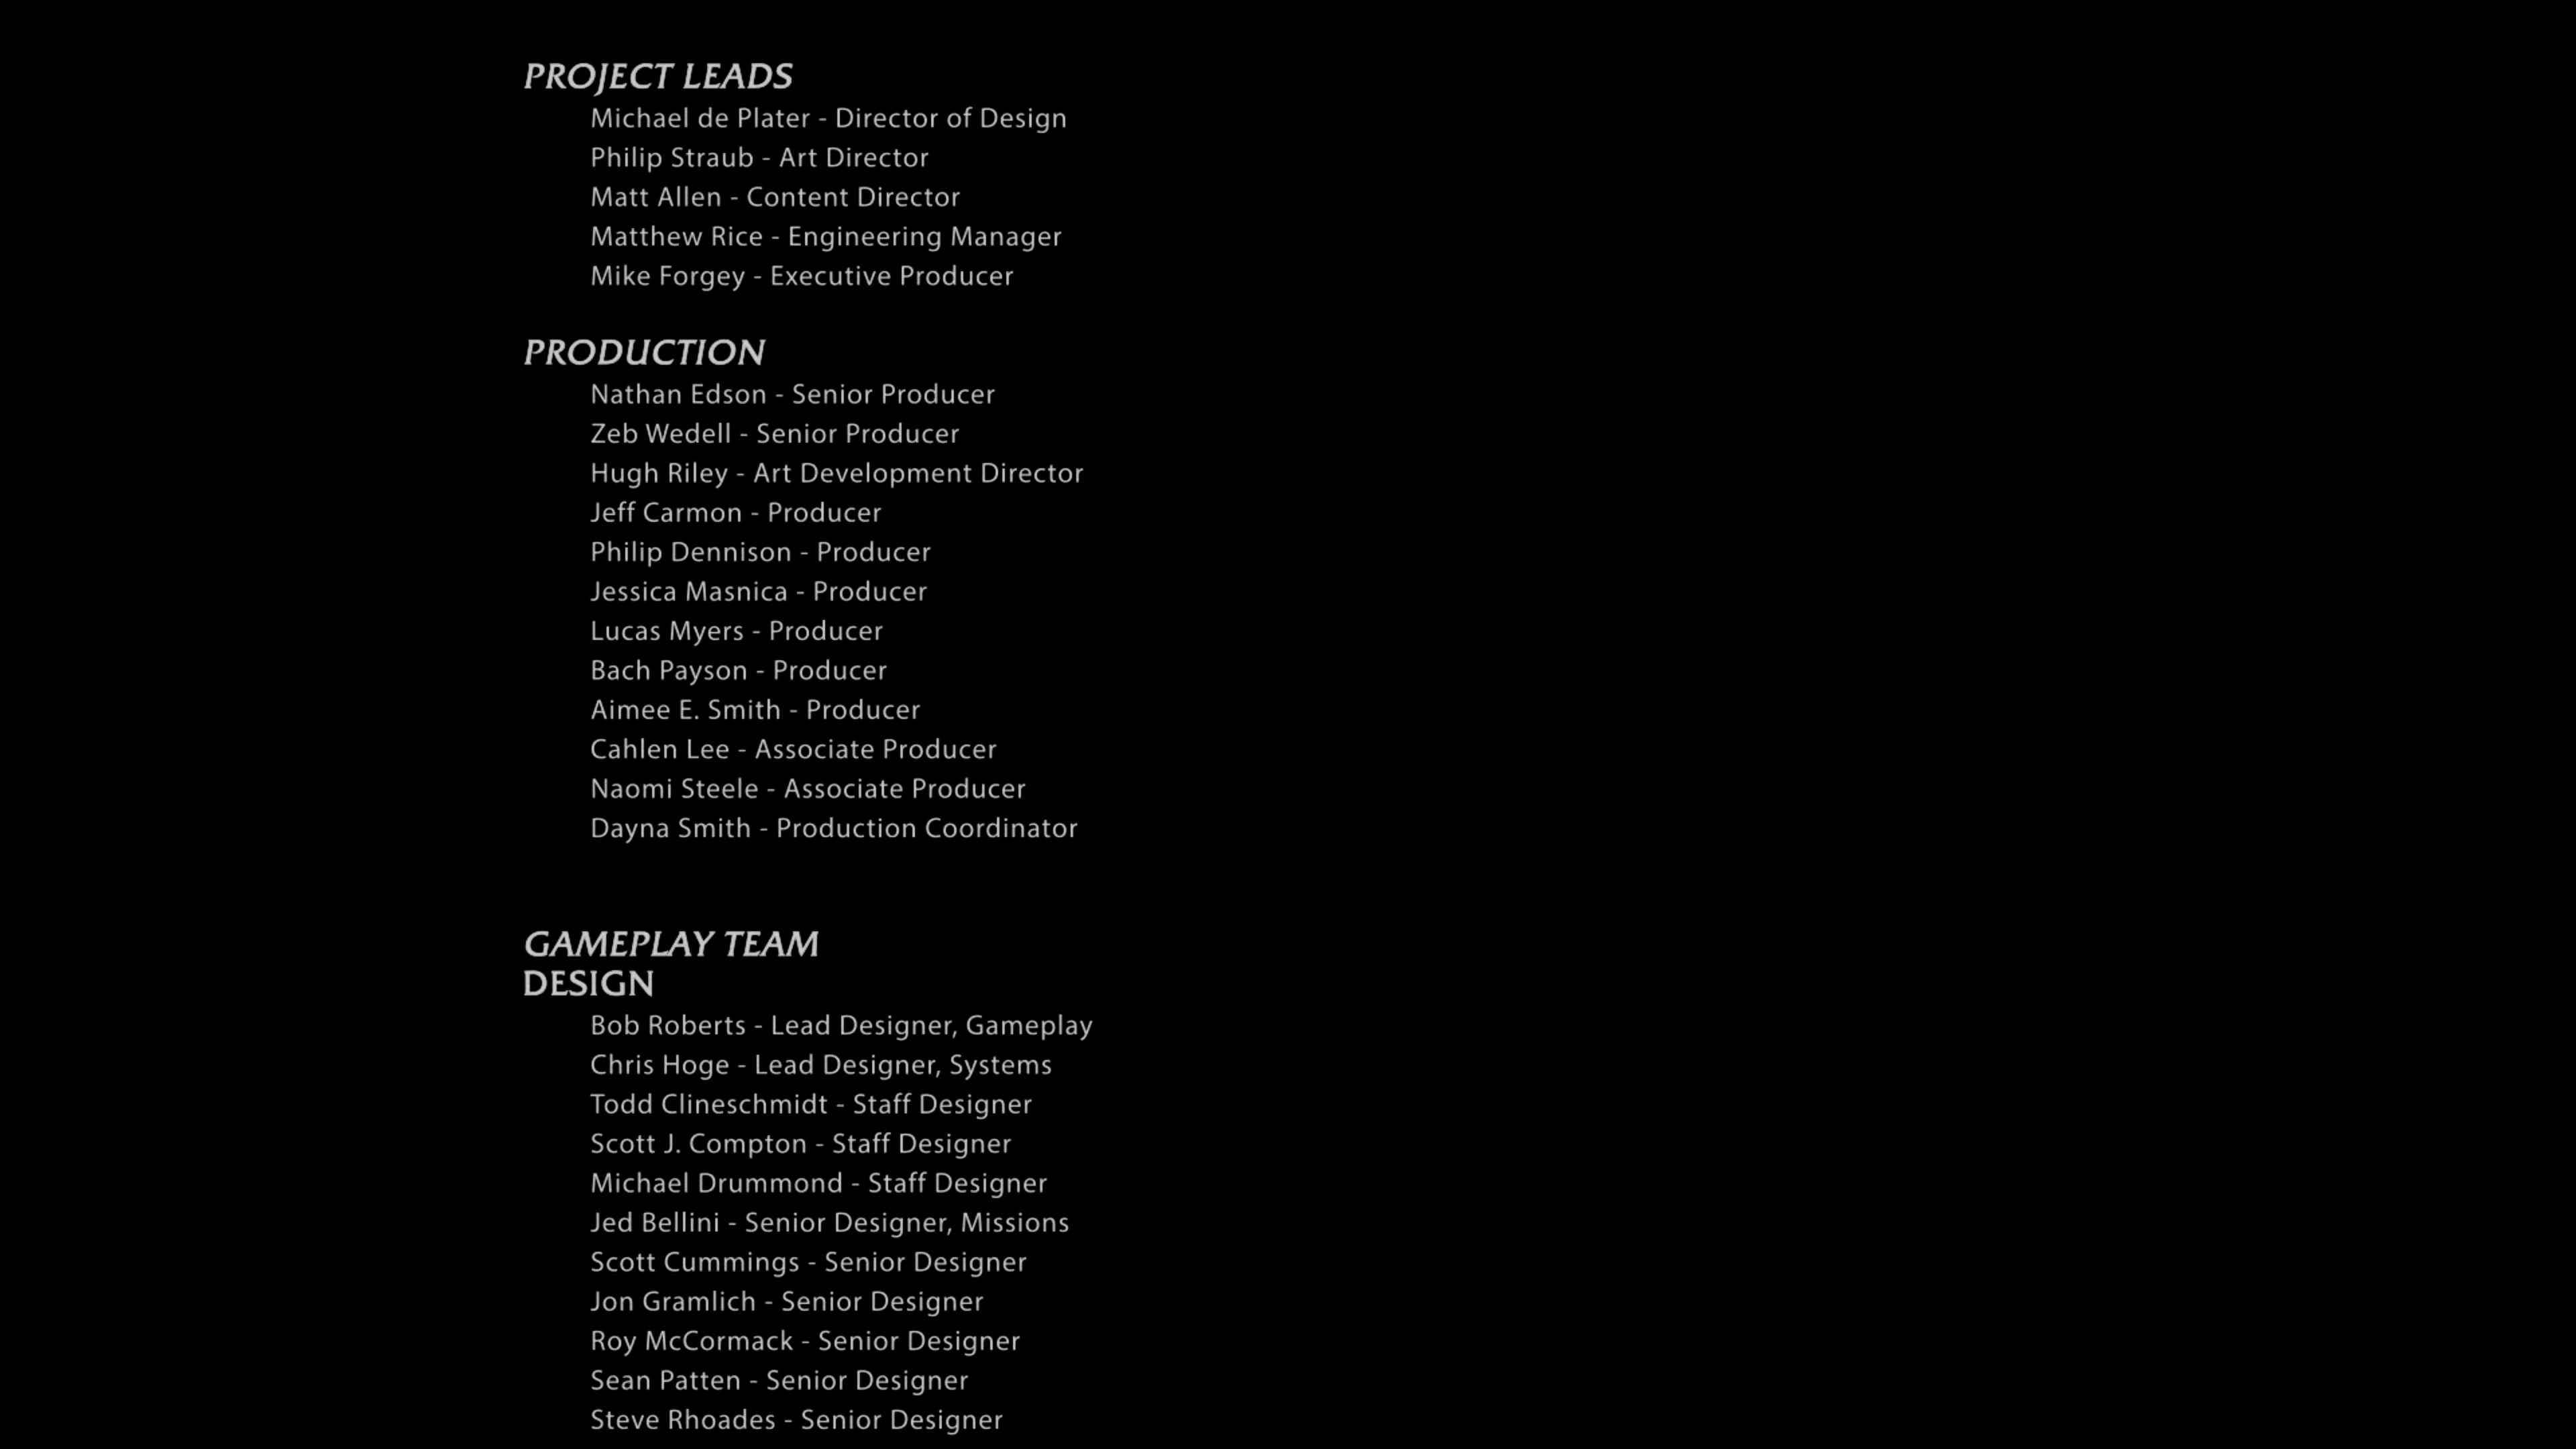 PROJECT LEADS
Michael de Plater - Director of Design
Philip Straub - Art Director
Matt Allen - Content Director
Matthew Rice - Engineering Manager
Mike Forgey - Executive Producer
PRODUCTION
Nathan Edson - Senior Producer
Zeb Wedell - Senior Producer
Hugh Riley - Art Development Director
Jeff Carmon - Producer
Philip Dennison - Producer
Jessica Masnica - Producer
Lucas Myers - Producer
Bach Payson - Producer
Aimee E. Smith - Producer
Cahlen Lee - Associate Producer
Naomi Steele - Associate Producer
Dayna Smith - Production Coordinator
GAMEPLAY TEAM
DESIGN
Bob Roberts - Lead Designer, Gameplay
Chris Hoge - Lead Designer, Systems
Todd Clineschmidt - Staff Designer
Scott J. Compton - Staff Designer
Michael Drummond - Staff Designer
Jed Bellini - Senior Designer, Missions
Scott Cummings - Senior Designer
Jon Gramlich - Senior Designer
Roy McCormack - Senior Designer
Sean Patten - Senior Designer
Steve Rhoades - Senior Designer